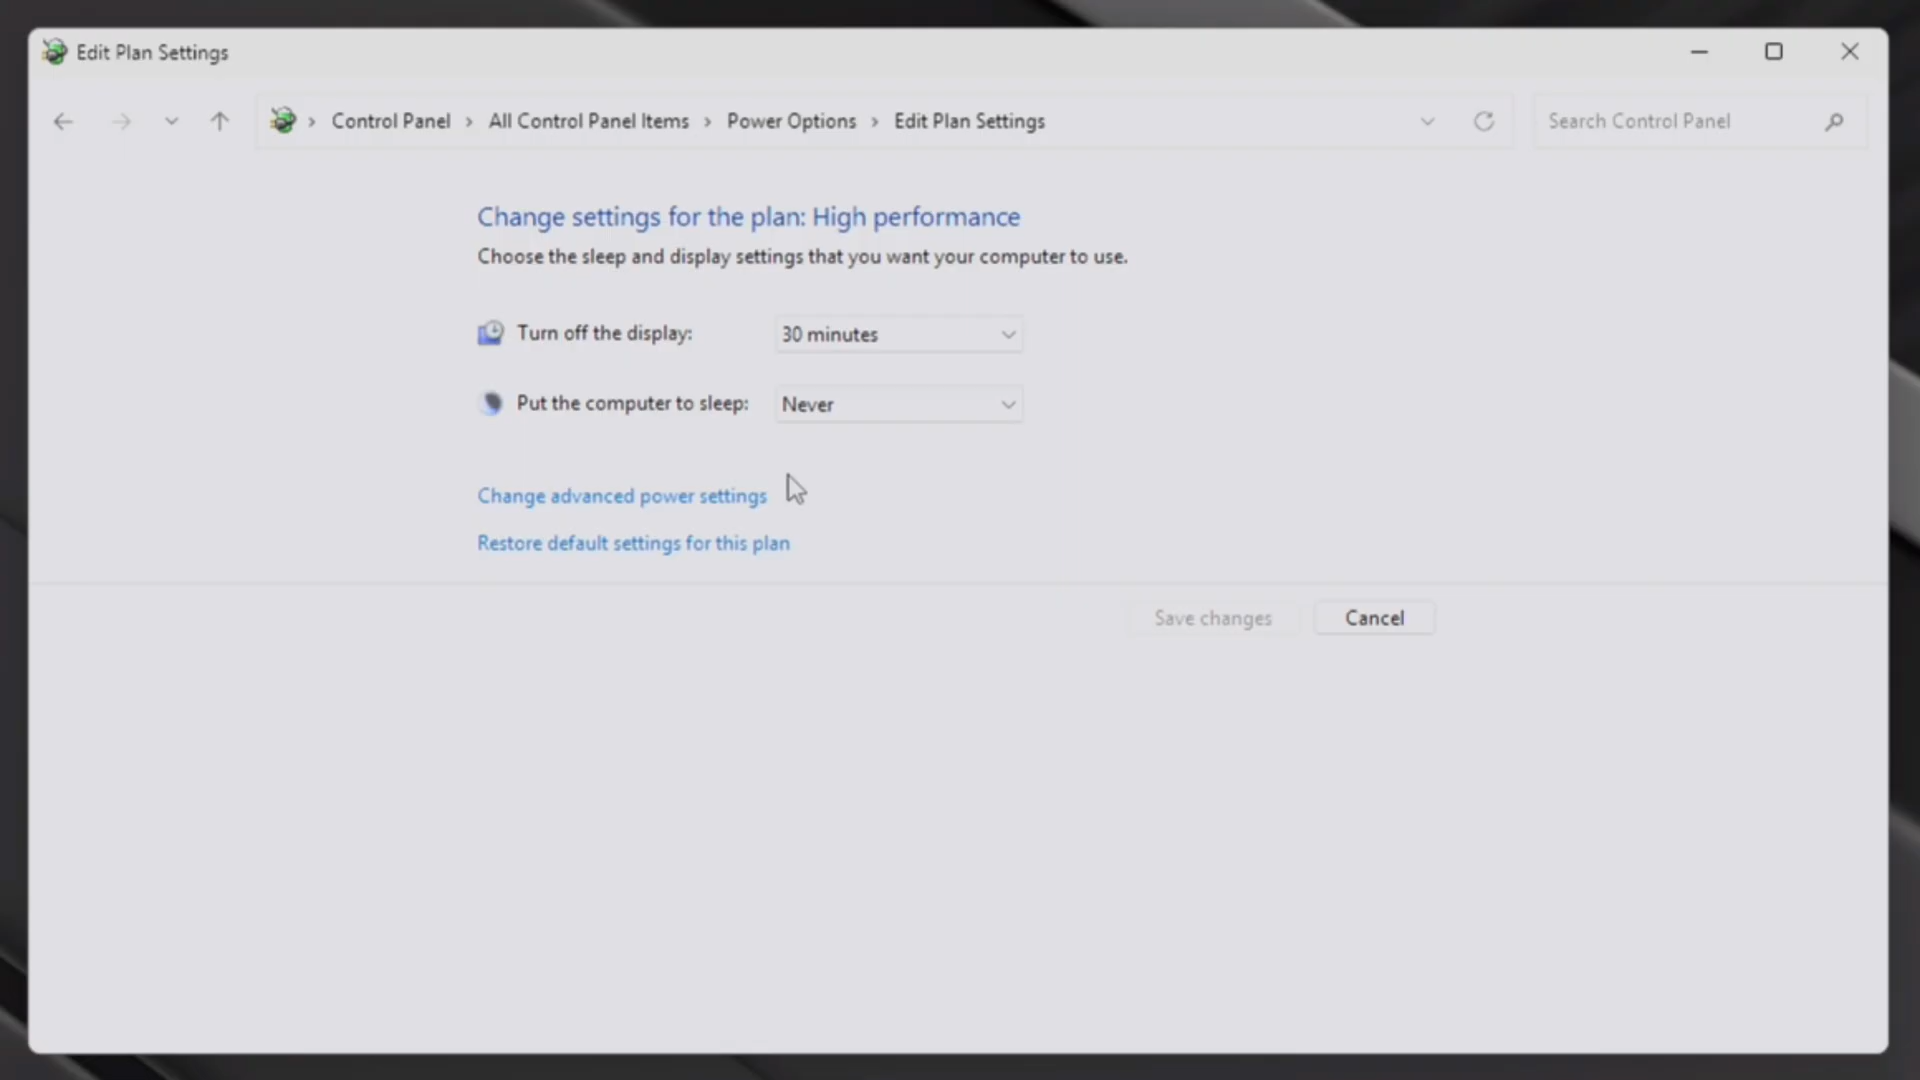 Edit Plan Settings
Control Panel > All Control Panel Items > Power Options > Edit Plan Settings
Search Control Panel
Change settings for the plan: High performance
Choose the sleep and display settings that you want your computer to use.
Turn off the display: 30 minutes
Put the computer to sleep: Never
Change advanced power settings
Restore default settings for this plan
Save changes Cancel